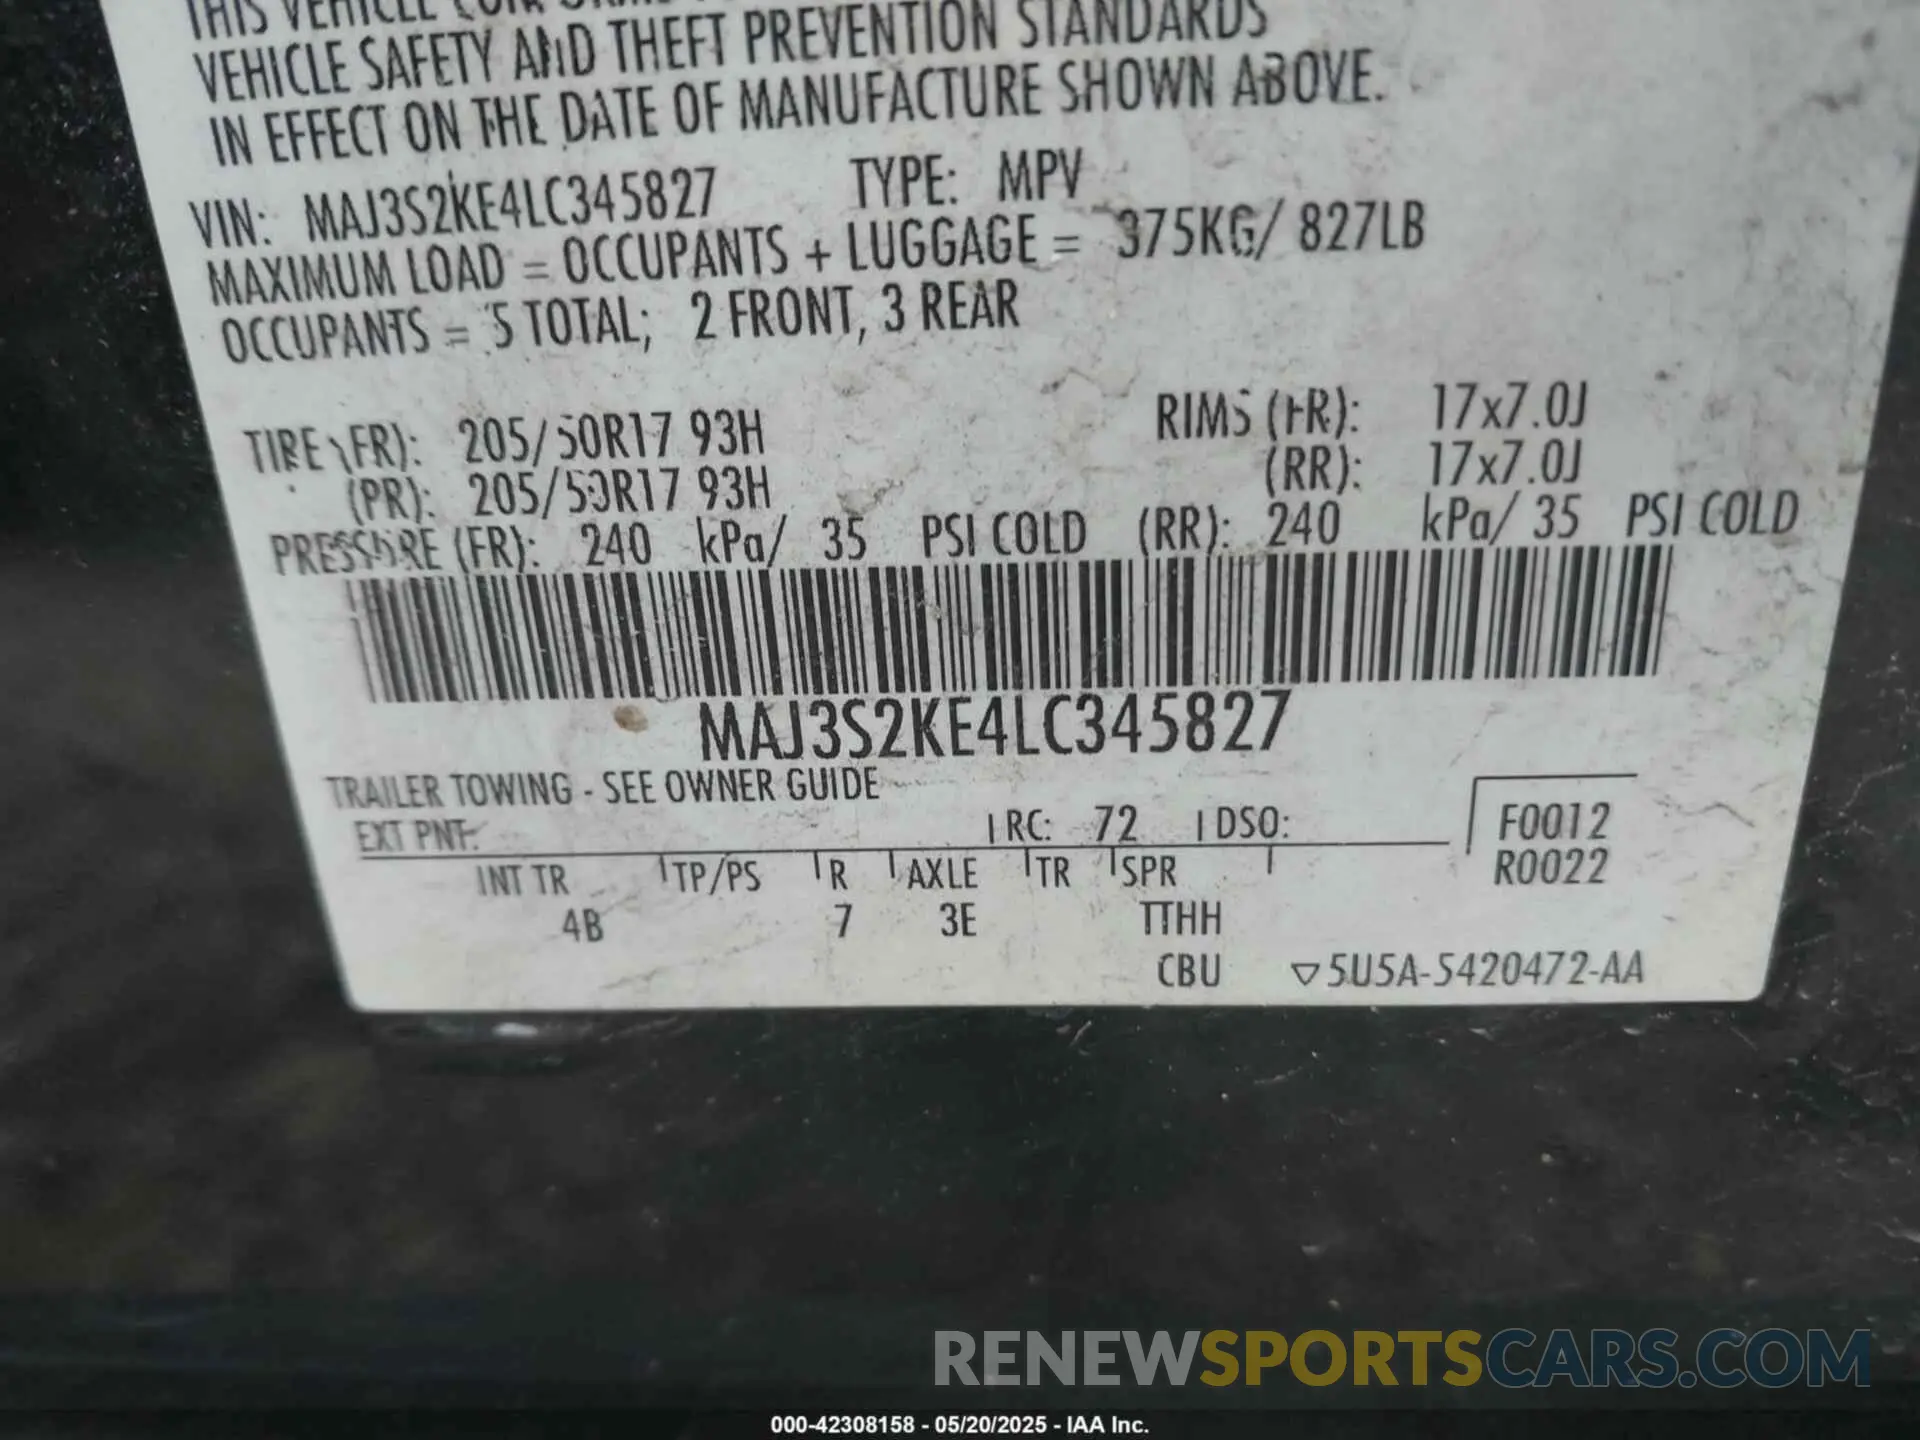 THIS VEHICLE
VEHICLE SAFETY AND THEFT PREVENTION STANDARDS
IN EFFECT ON THE DATE OF MANUFACTURE SHOWN ABOVE.
VIN: MAJ3S2KE4LC345827 TYPE: MPV
MAXIMUM LOAD = OCCUPANTS + LUGGAGE = 375KG/ 827LB
OCCUPANTS = 5 TOTAL; 2 FRONT, 3 REAR
TIRE (FR): 205/50R17 93H RIMS (FR): 17x7.0J
(RR): 205/50R17 93H (RR): 17x7.0J
PRESSURE (FR): 240 kPa/ 35 PSI COLD (RR): 240 kPa/ 35 PSI COLD
MAJ3S2KE4LC345827
TRAILER TOWING - SEE OWNER GUIDE
EXT PNT: RC: 72 DSO: F0012
INT TR TP/PS R AXLE TR SPR R0022
4B 7 3E TTHH
CBU ▽5U5A-5420472-AA
RENEWSPORTSCARS.COM
000-42308158 - 05/20/2025 - IAA Inc.